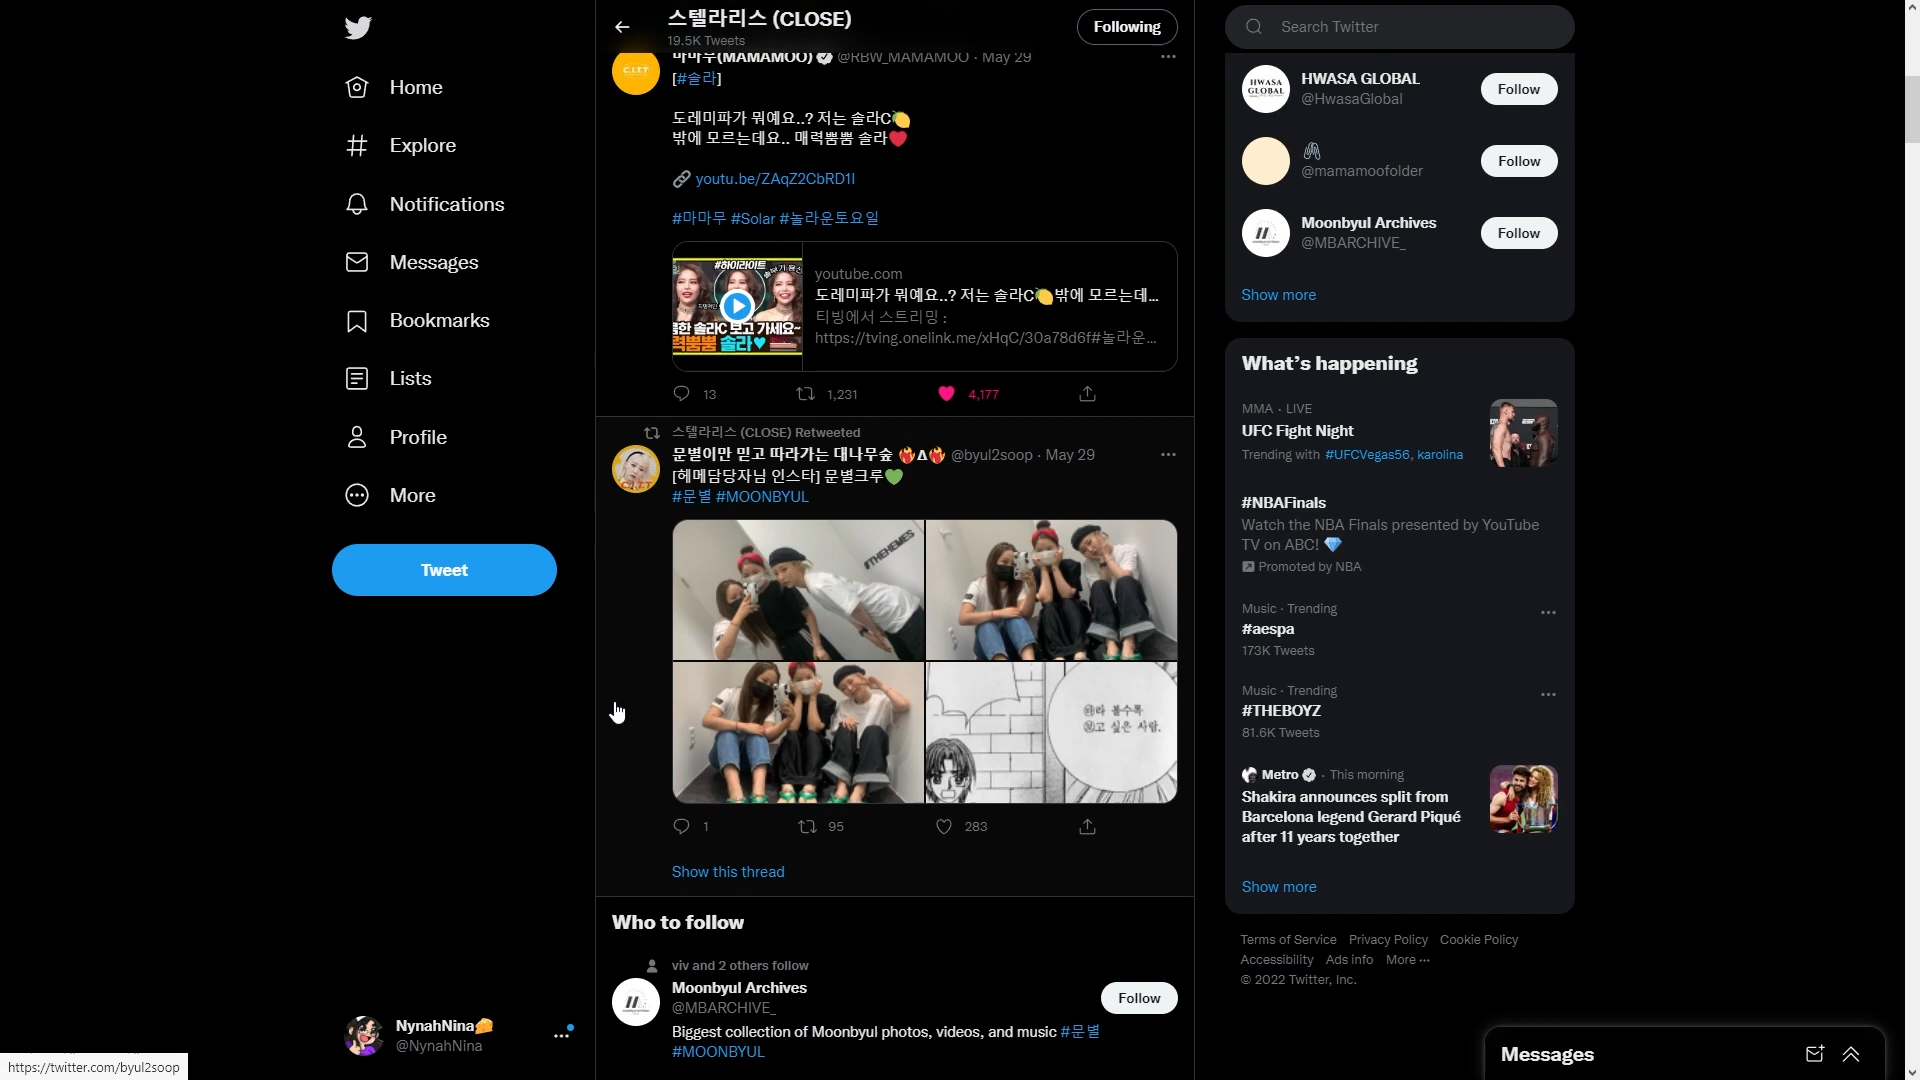 스텔라리스 (CLOSE)
19.5K Tweets
Following
Search Twitter
Home
Explore
Notifications
Messages
Bookmarks
Lists
Profile
More
Tweet
NynahNina🧀
@NynahNina
https://twitter.com/byul2soop
마마무(MAMAMOO) @RBW_MAMAMOO · May 29
C.I.T.T
[#솔라]
도레미파가 뭐예요..? 저는 솔라C🍋
밖에 모르는데요.. 매력뿜뿜 솔라❤️
🔗 youtu.be/ZAqZ2CbRD1I
#마마무 #Solar #놀라운토요일
#하이라이트
한 솔라C 보고 가세요~
력뿜뿜 솔라♥
youtube.com
도레미파가 뭐예요..? 저는 솔라C🍋밖에 모르는데...
티빙에서 스트리밍 :
https://tving.onelink.me/xHqC/30a78d6f#놀라운...
13 1,231 4,177
스텔라리스 (CLOSE) Retweeted
문별이만 믿고 따라가는 대나무숲 ❤️‍🔥ᐃ❤️‍🔥 @byul2soop · May 29
[헤메담당자님 인스타] 문별크루💚
#문별 #MOONBYUL
#THEHEMES
라 볼수록
고 싶은 사람.
1 95 283
Show this thread
Who to follow
viv and 2 others follow
Moonbyul Archives
@MBARCHIVE_
Follow
Biggest collection of Moonbyul photos, videos, and music #문별
#MOONBYUL
HWASA
GLOBAL
HWASA GLOBAL
@HwasaGlobal
Follow
🖇
@mamamoofolder
Follow
Moonbyul Archives
@MBARCHIVE_
Follow
Show more
What's happening
MMA · LIVE
UFC Fight Night
Trending with #UFCVegas56, karolina
#NBAFinals
Watch the NBA Finals presented by YouTube
TV on ABC! 💎
Promoted by NBA
Music · Trending
#aespa
173K Tweets
Music · Trending
#THEBOYZ
81.6K Tweets
Metro · This morning
Shakira announces split from
Barcelona legend Gerard Piqué
after 11 years together
Show more
Terms of Service Privacy Policy Cookie Policy
Accessibility Ads info More ···
© 2022 Twitter, Inc.
Messages